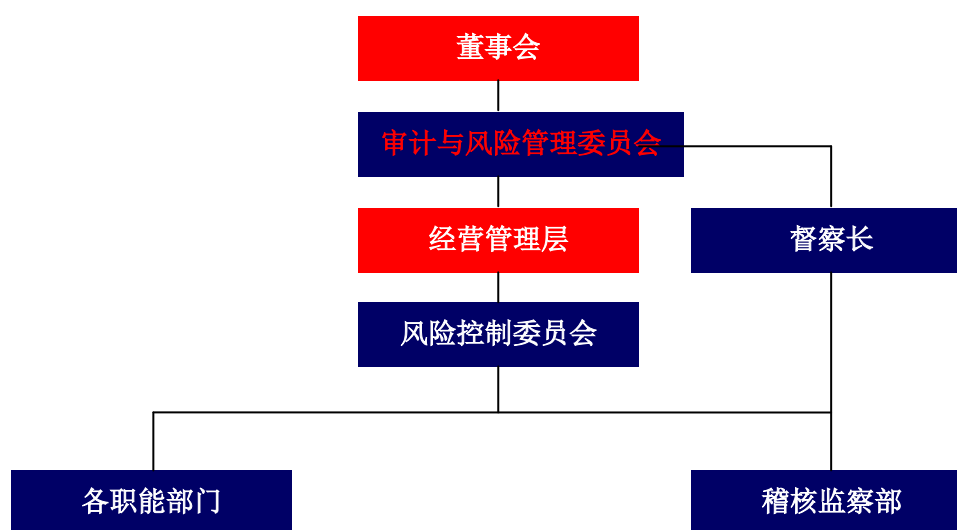 董事会
审计与风险管理委员会
经营管理层
督察长
风险控制委员会
各职能部门
稽核监察部